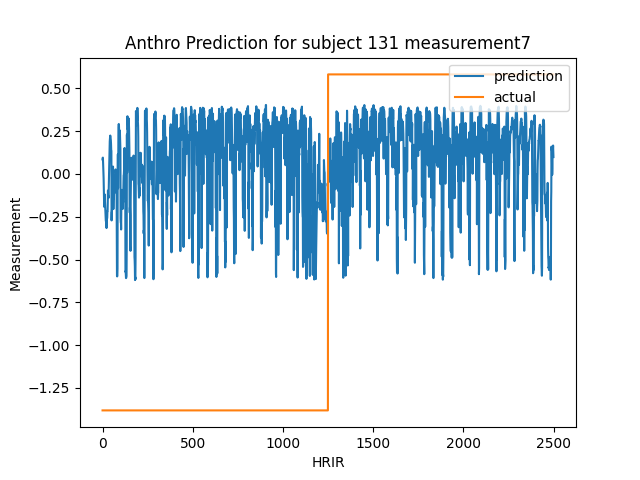 Anthro Prediction for subject 131 measurement7
prediction
actual
0.50
0.25
0.00
−0.25
−0.50
−0.75
−1.00
−1.25
Measurement
0
500
1000
1500
2000
2500
HRIR